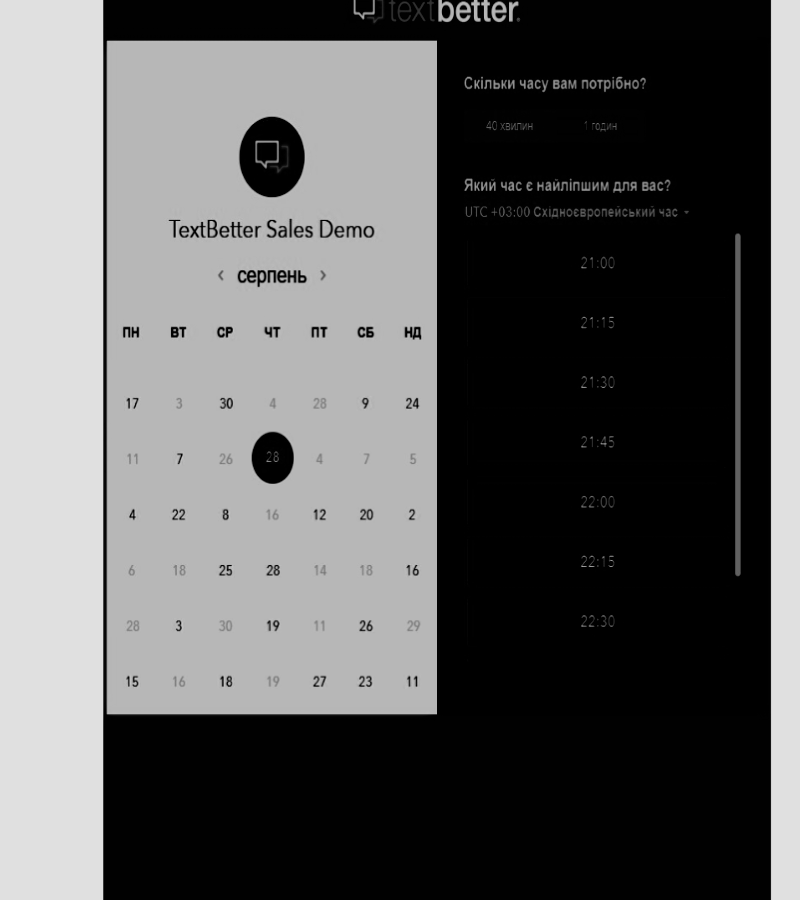 textbetter.
TextBetter Sales Demo
серпень
ПН ВТ СР ЧТ ПТ СБ НД
17 3 30 4 28 9 24
11 7 26 28 4 7 5
4 22 8 16 12 20 2
6 18 25 28 14 18 16
28 3 30 19 11 26 29
15 16 18 19 27 23 11
Скільки часу вам потрібно?
40 хвилин 1 годин
Який час є найліпшим для вас?
UTC +03:00 Східноєвропейський час
21:00
21:15
21:30
21:45
22:00
22:15
22:30